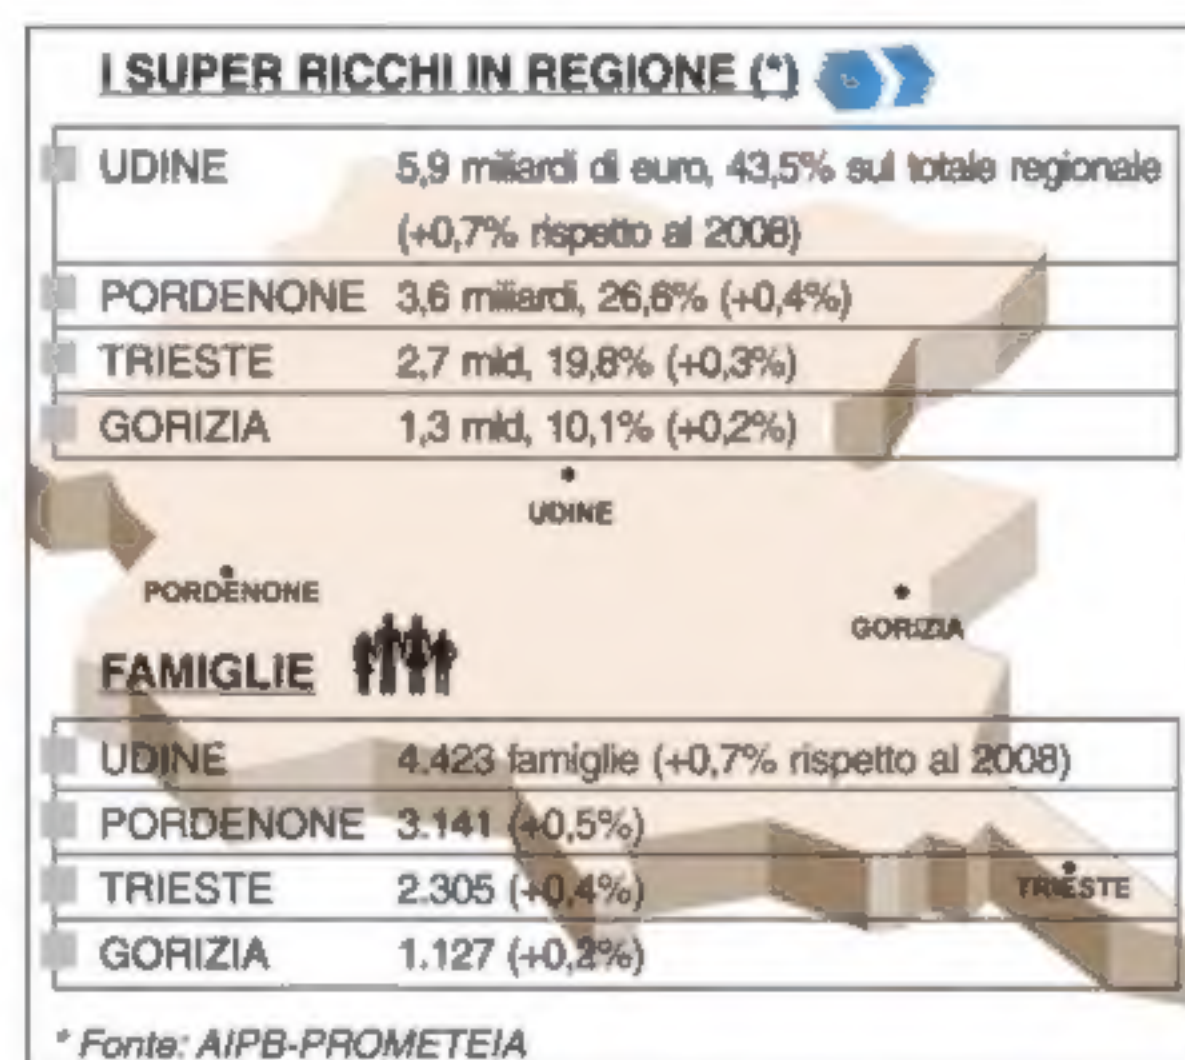 I SUPER RICCHI IN REGIONE (*)
UDINE 5,9 miliardi di euro, 43,5% sul totale regionale
(+0,7% rispetto al 2008)
PORDENONE 3,6 miliardi, 26,6% (+0,4%)
TRIESTE 2,7 mld, 19,8% (+0,3%)
GORIZIA 1,3 mld, 10,1% (+0,2%)
UDINE
PORDENONE
GORIZIA
FAMIGLIE
UDINE 4.423 famiglie (+0,7% rispetto al 2008)
PORDENONE 3.141 (+0,5%)
TRIESTE 2.305 (+0,4%)
TRIESTE
GORIZIA 1.127 (+0,2%)
* Fonte: AIPB-PROMETEIA